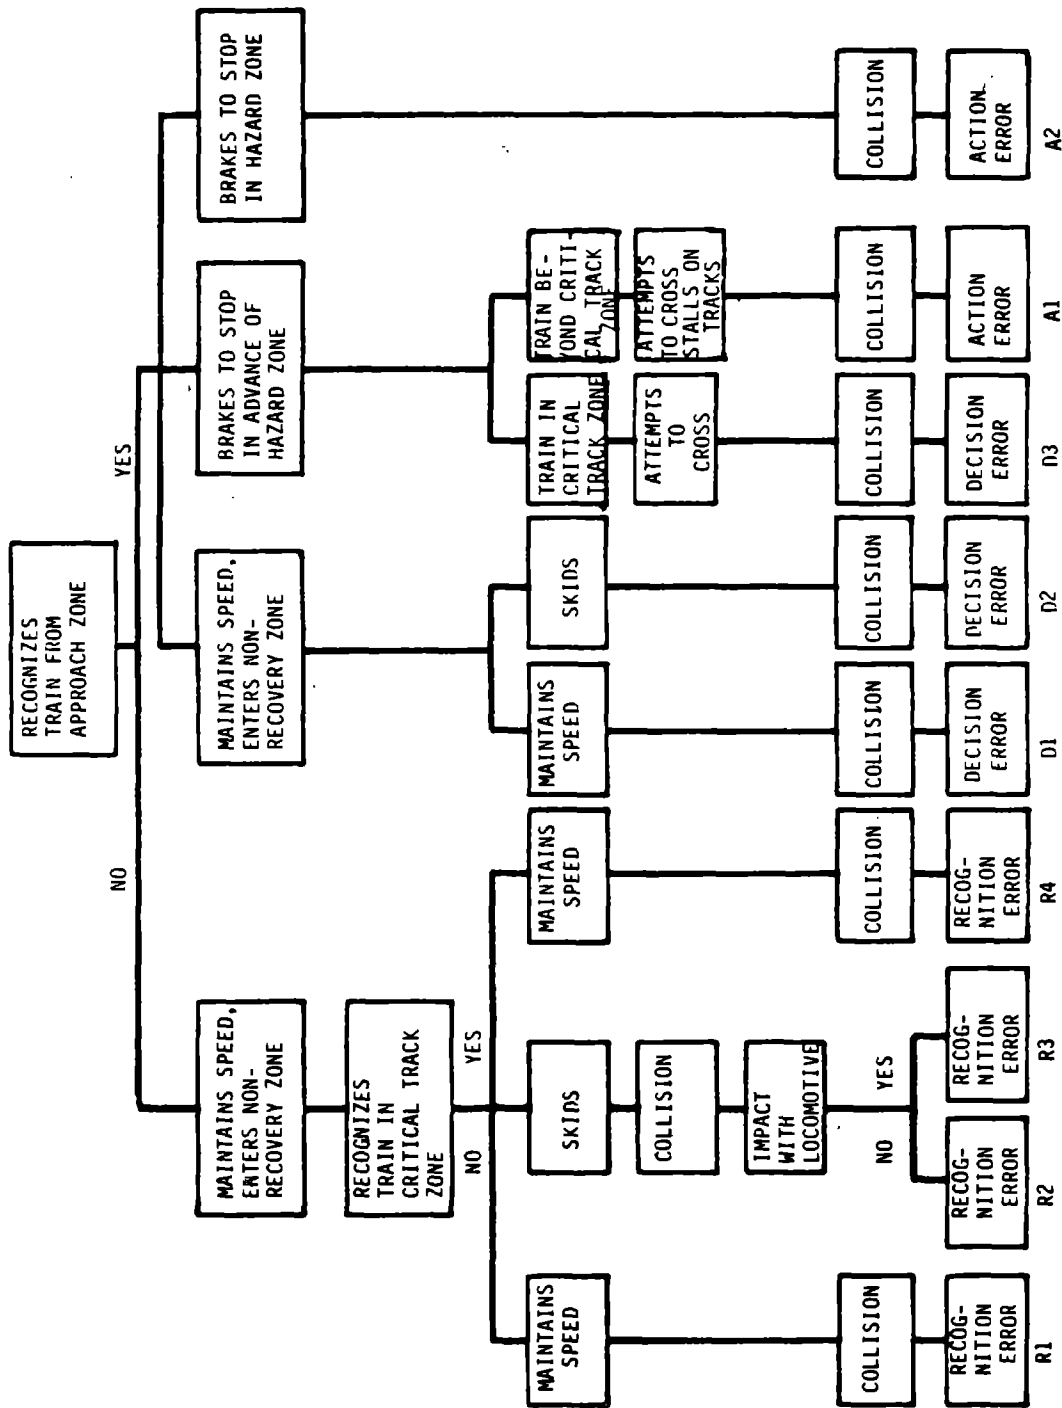 RECOGNIZES
TRAIN FROM
APPROACH ZONE
NO
YES
MAINTAINS SPEED,
ENTERS NON-
RECOVERY ZONE
MAINTAINS SPEED,
ENTERS NON-
RECOVERY ZONE
BRAKES TO STOP
IN ADVANCE OF
HAZARD ZONE
BRAKES TO STOP
IN HAZARD ZONE
RECOGNIZES
TRAIN IN
CRITICAL TRACK
ZONE
NO
YES
MAINTAINS
SPEED
SKIDS
MAINTAINS
SPEED
MAINTAINS
SPEED
SKIDS
TRAIN IN
CRITICAL
TRACK ZONE
TRAIN BE-
YOND CRITI-
CAL TRACK
ZONE
COLLISION
ATTEMPTS
TO
CROSS
ATTEMPTS
TO CROSS
STALLS ON
TRACKS
IMPACT
WITH
LOCOMOTIVE
NO
YES
COLLISION
COLLISION
COLLISION
COLLISION
COLLISION
COLLISION
COLLISION
RECOG-
NITION
ERROR
RECOG-
NITION
ERROR
RECOG-
NITION
ERROR
RECOG-
NITION
ERROR
DECISION
ERROR
DECISION
ERROR
DECISION
ERROR
ACTION
ERROR
ACTION
ERROR
R1
R2
R3
R4
D1
D2
D3
A1
A2